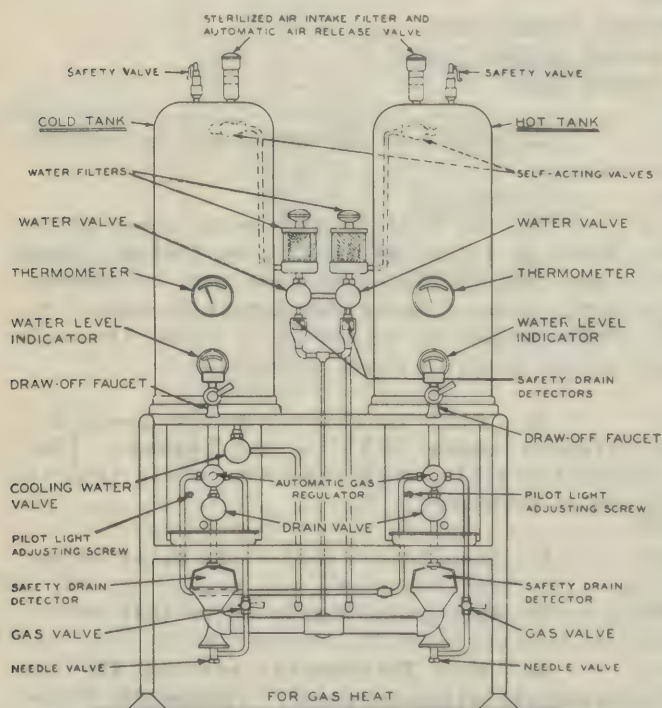 STERILIZED AIR INTAKE FILTER AND
AUTOMATIC AIR RELEASE VALVE
SAFETY VALVE
SAFETY VALVE
COLD TANK
HOT TANK
WATER FILTERS
SELF-ACTING VALVES
WATER VALVE
WATER VALVE
THERMOMETER
THERMOMETER
WATER LEVEL
INDICATOR
WATER LEVEL
INDICATOR
DRAW-OFF FAUCET
SAFETY DRAIN
DETECTORS
DRAW-OFF FAUCET
COOLING WATER
VALVE
AUTOMATIC GAS
REGULATOR
PILOT LIGHT
ADJUSTING SCREW
DRAIN VALVE
PILOT LIGHT
ADJUSTING SCREW
SAFETY DRAIN
DETECTOR
SAFETY DRAIN
DETECTOR
GAS VALVE
GAS VALVE
NEEDLE VALVE
NEEDLE VALVE
FOR GAS HEAT